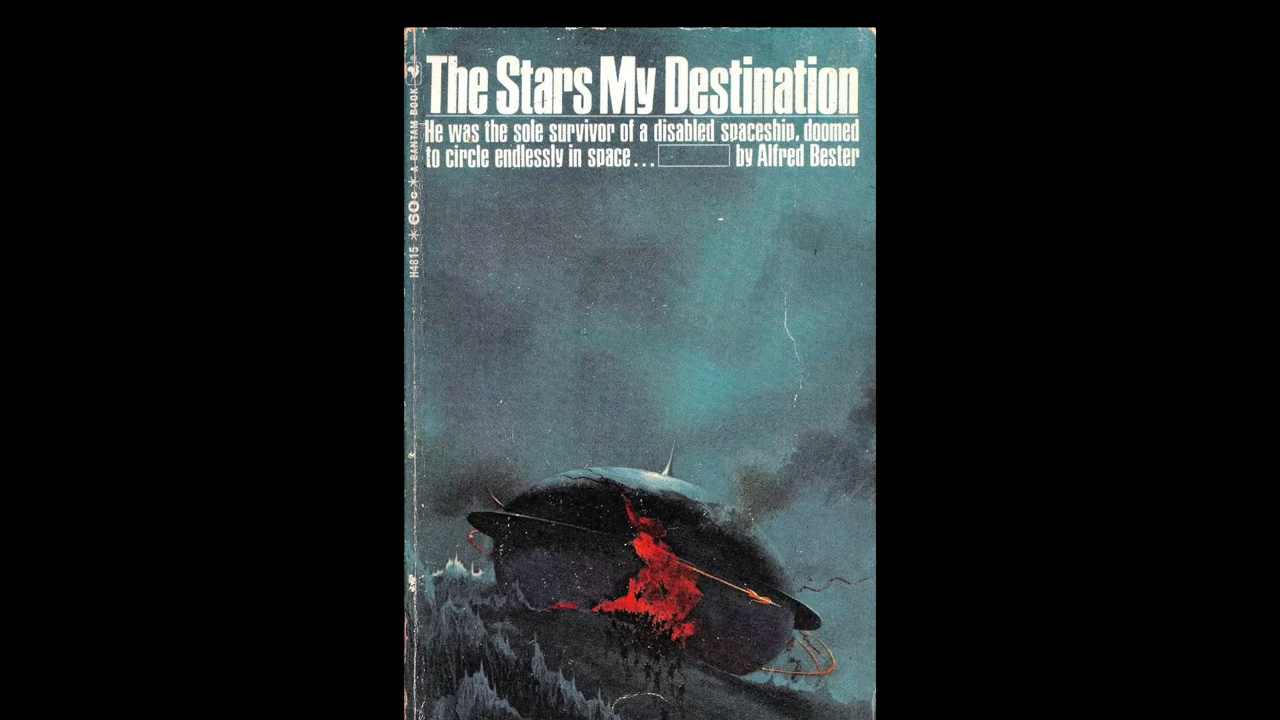 The Stars My Destination
He was the sole survivor of a disabled spaceship, doomed
to circle endlessly in space... by Alfred Bester
H4815 * 60c * A BANTAM BOOK